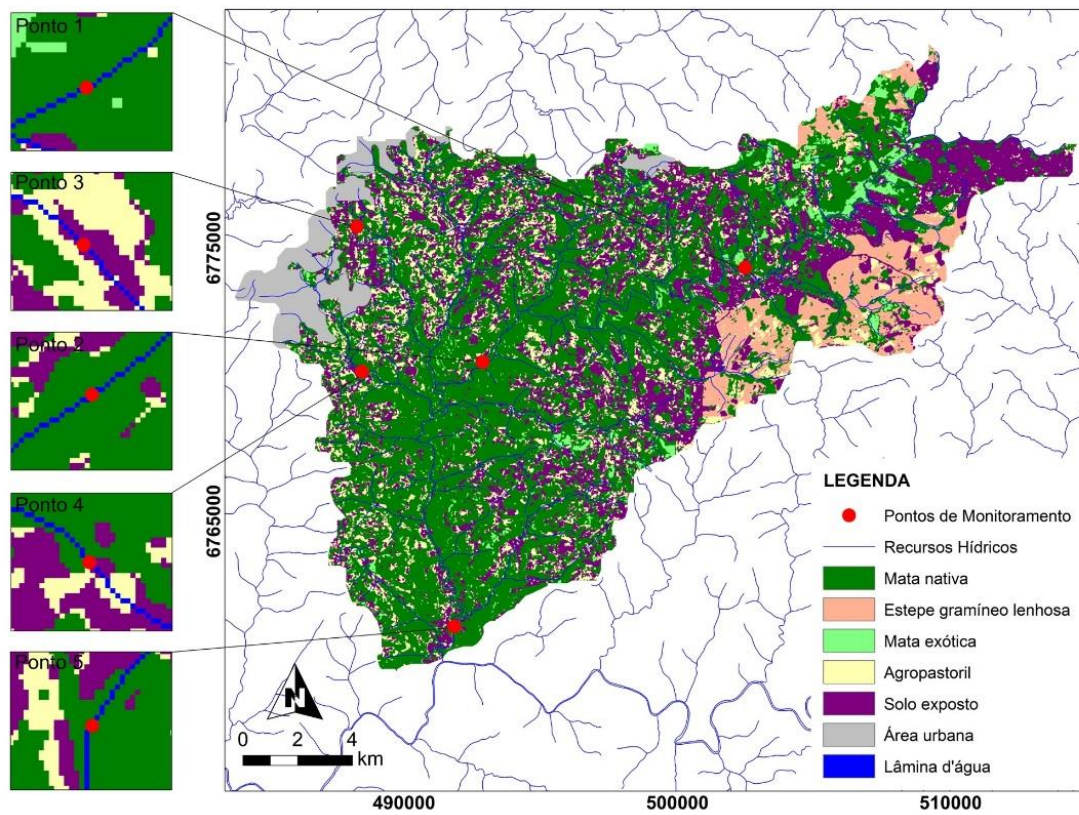 Ponto 1
Ponto 3
Ponto 2
Ponto 4
Ponto 5
6775000
6765000
N
0 2 4
km
490000 500000 510000
LEGENDA
Pontos de Monitoramento
Recursos Hídricos
Mata nativa
Estepe gramíneo lenhosa
Mata exótica
Agropastoril
Solo exposto
Área urbana
Lâmina d'água